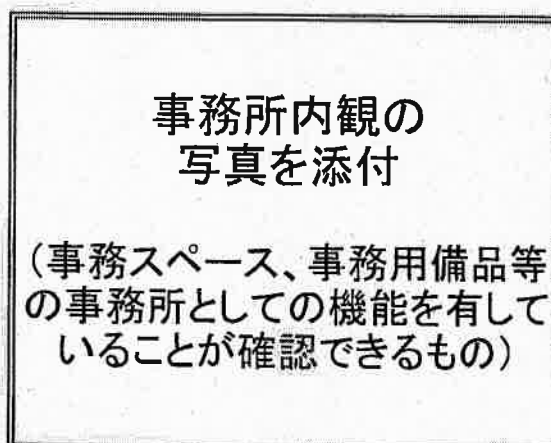 事務所内観の
写真を添付
（事務スペース、事務用備品等
の事務所としての機能を有して
いることが確認できるもの）